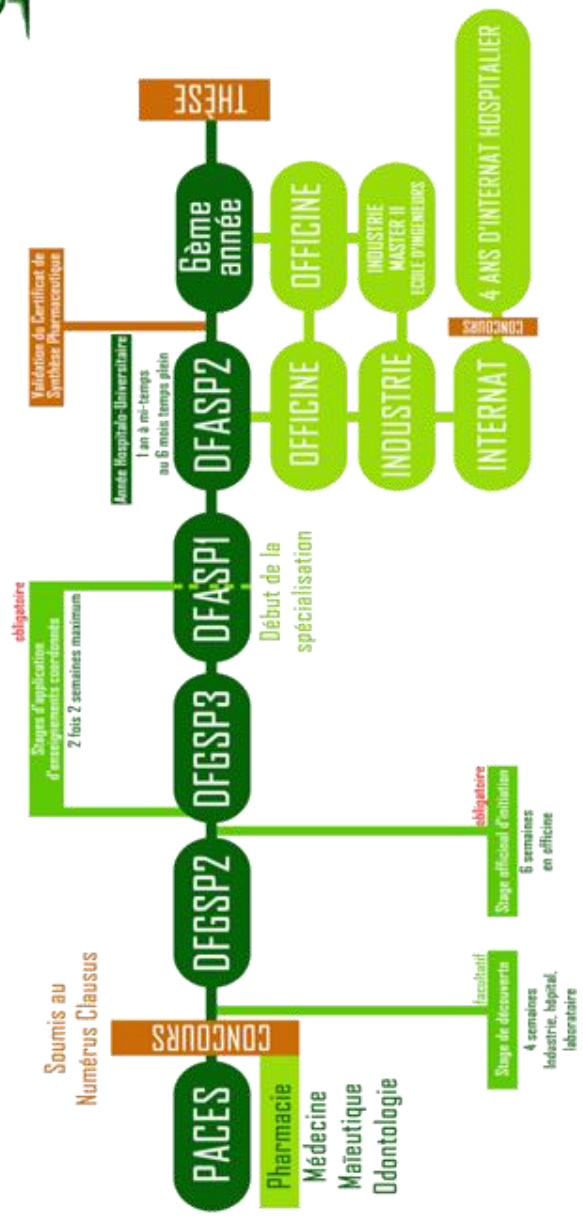 Soumis au
Numérus Clausus
PACES
CONCOURS
Pharmacie
Médecine
Maïeutique
Odontologie
facultatif
Stage de découverte
4 semaines
Industrie, hôpital,
laboratoire
DFGSP2
obligatoire
Stage officinal d'initiation
6 semaines
en officine
DFGSP3
obligatoire
Stages d'application
d'enseignements coordonnés
2 fois 2 semaines maximum
DFASP1
Début de la
spécialisation
Année Hospitalo-Universitaire
1 an à mi-temps
ou 6 mois temps plein
DFASP2
OFFICINE
INDUSTRIE
INTERNAT
Validation du Certificat de
Synthèse Pharmaceutique
6ème
année
OFFICINE
INDUSTRIE
MASTER II
ECOLE D'INGENIEURS
CONCOURS
4 ANS D'INTERNAT HOSPITALIER
THÈSE